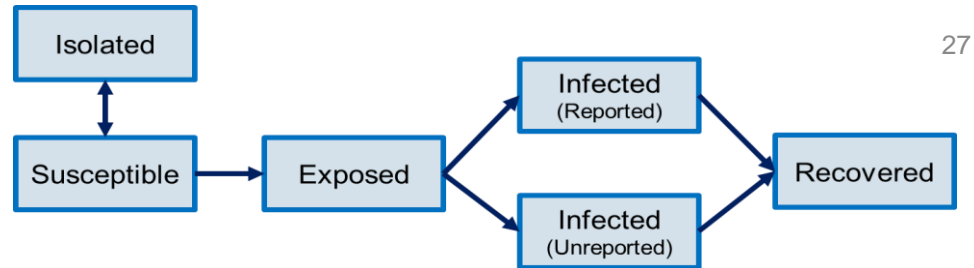 Isolated
27
Infected
(Reported)
Susceptible
Exposed
Recovered
Infected
(Unreported)